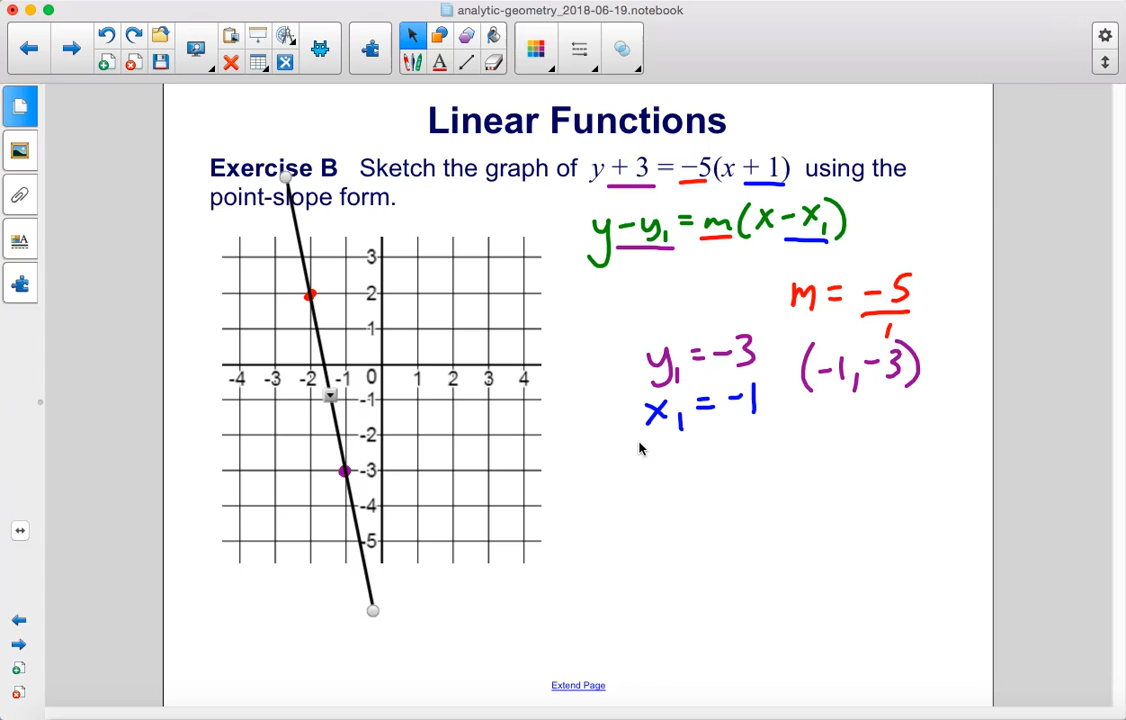 analytic-geometry_2018-06-19.notebook
Linear Functions
Exercise B Sketch the graph of y + 3 = −5(x + 1) using the
point-slope form.
y − y₁ = m(x − x₁)
m = −5/1
y₁ = −3 (−1, −3)
x₁ = −1
3
2
1
-4 -3 -2 -1 0 1 2 3 4
-1
-2
-3
-4
-5
Extend Page